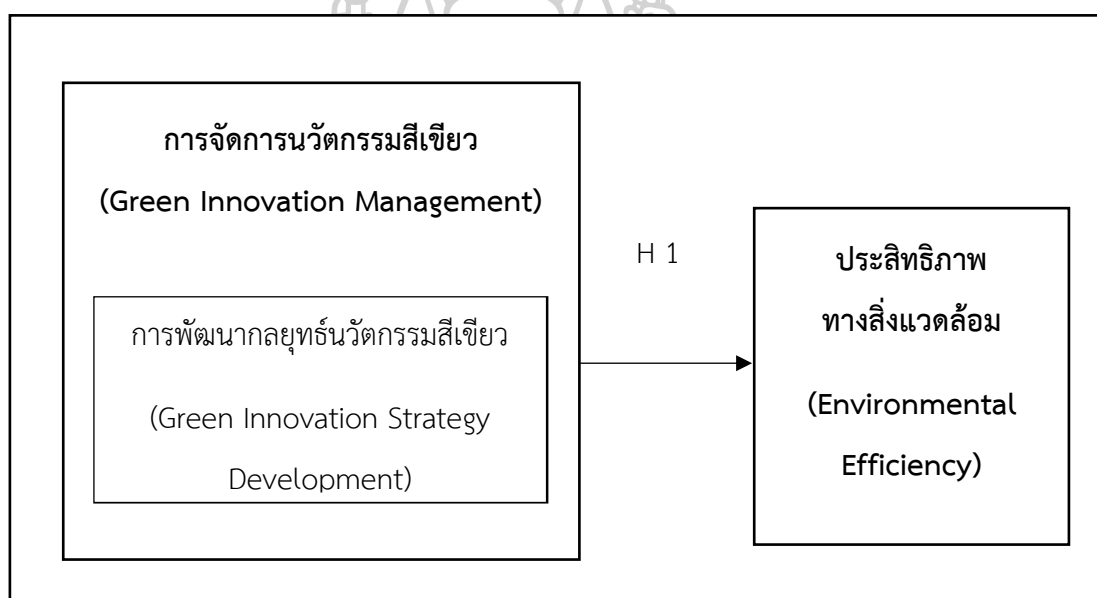 การจัดการนวัตกรรมสีเขียว
(Green Innovation Management)
การพัฒนากลยุทธ์นวัตกรรมสีเขียว
(Green Innovation Strategy
Development)
H 1
ประสิทธิภาพ
ทางสิ่งแวดล้อม
(Environmental
Efficiency)